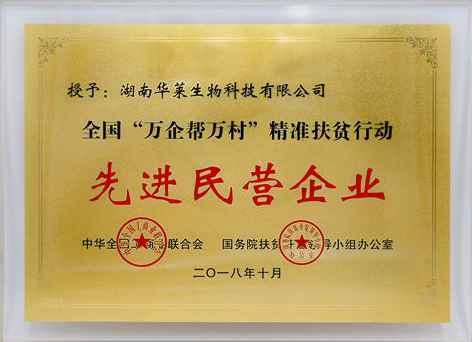 授予：湖南华莱生物科技有限公司
全国“万企帮万村”精准扶贫行动
先进民营企业
中华全国工商业联合会 国务院扶贫开发领导小组办公室
二〇一八年十月